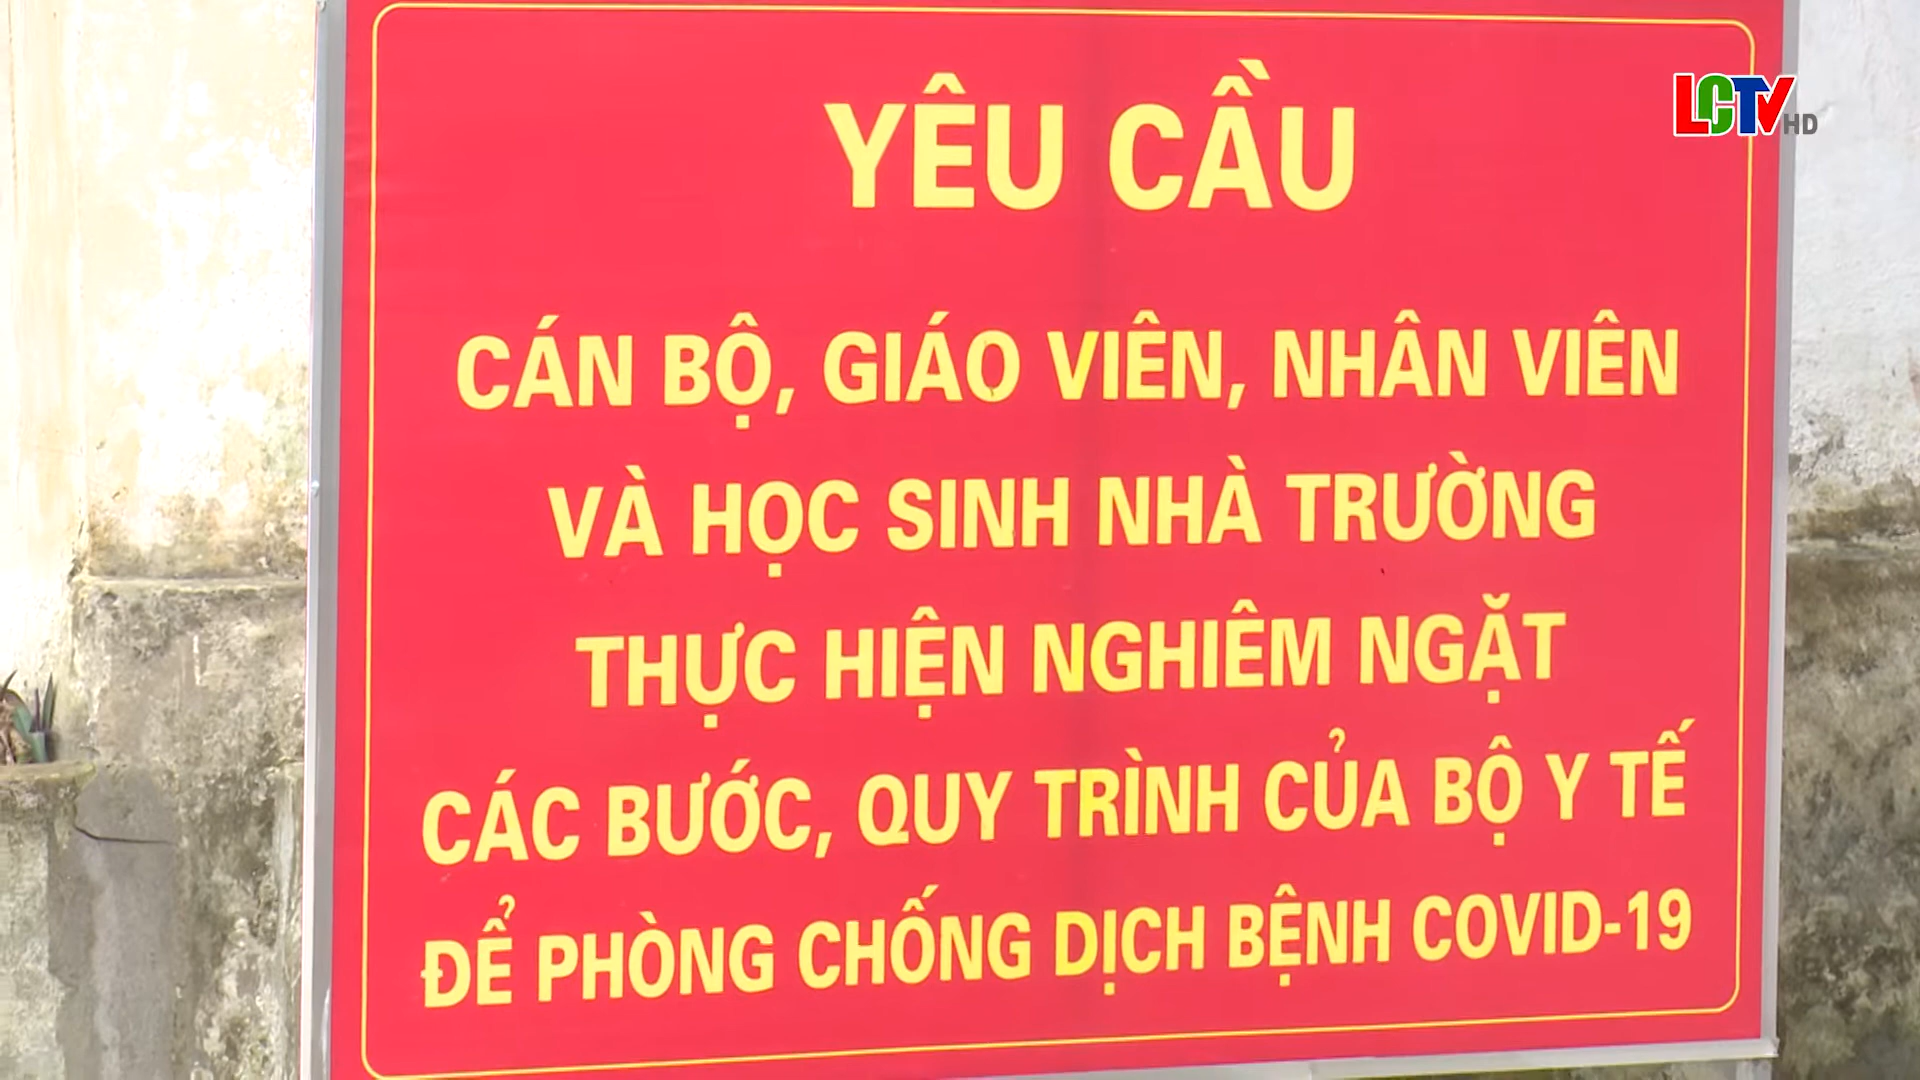 LCTV HD
YÊU CẦU
CÁN BỘ, GIÁO VIÊN, NHÂN VIÊN
VÀ HỌC SINH NHÀ TRƯỜNG
THỰC HIỆN NGHIÊM NGẶT
CÁC BƯỚC, QUY TRÌNH CỦA BỘ Y TẾ
ĐỂ PHÒNG CHỐNG DỊCH BỆNH COVID-19